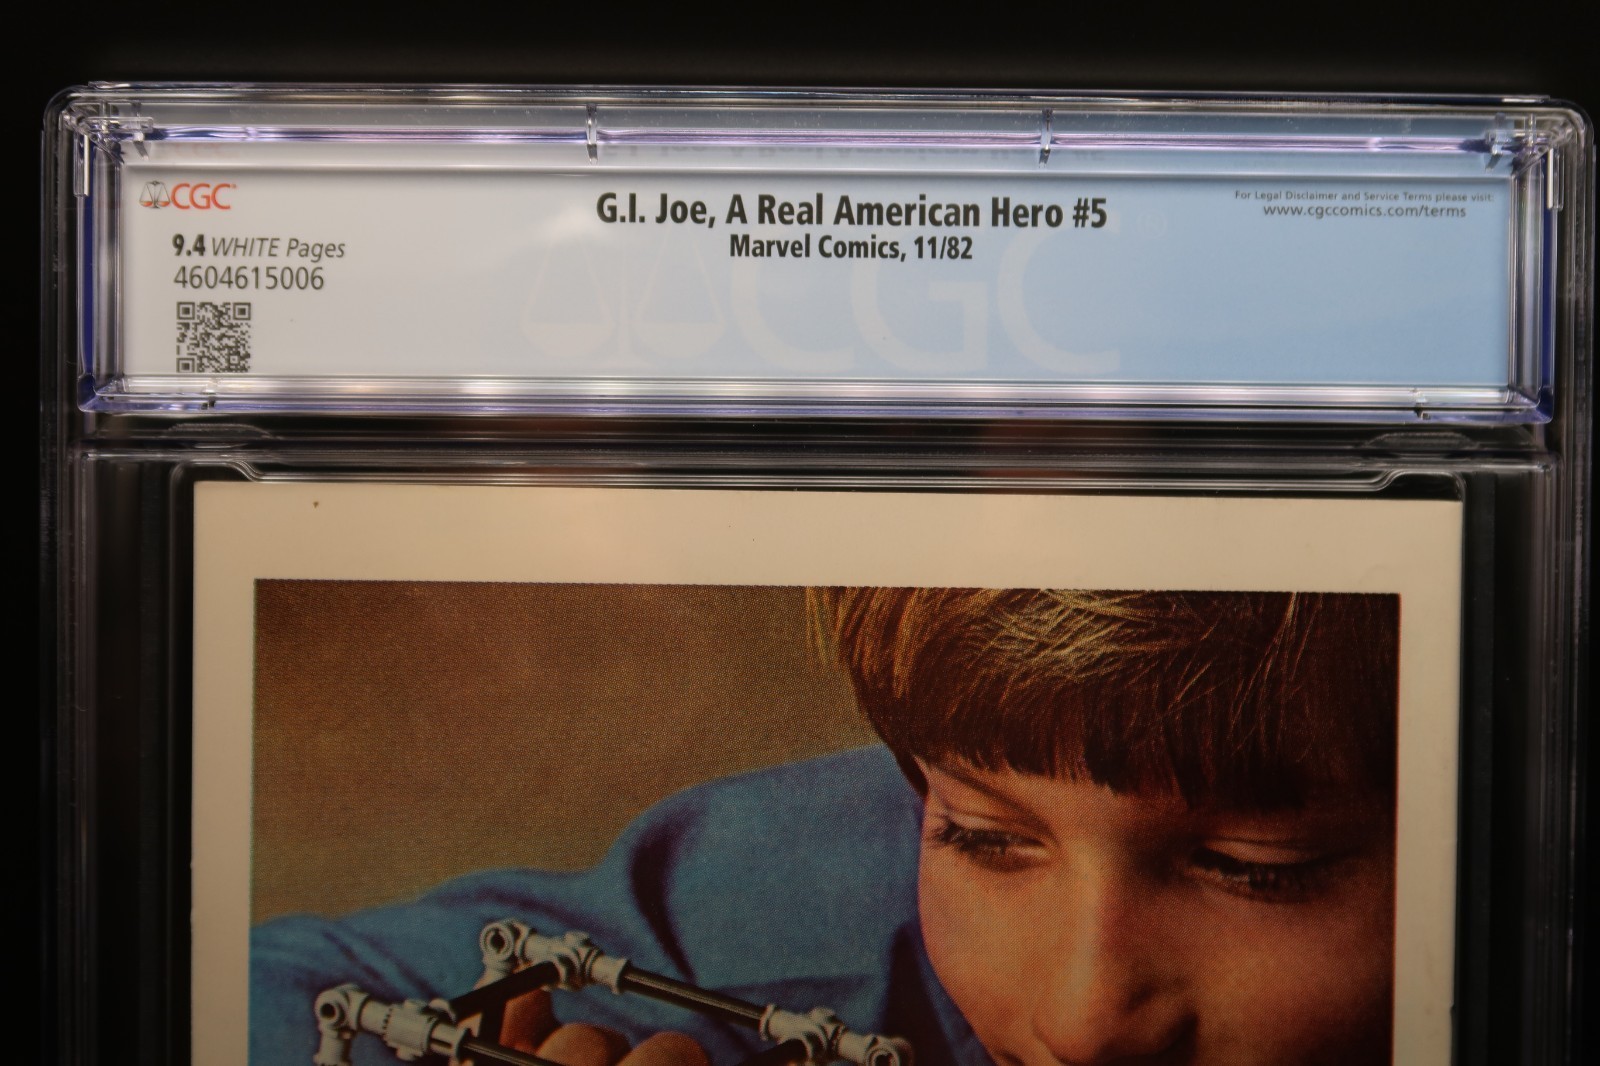 CGC
G.I. Joe, A Real American Hero #5
Marvel Comics, 11/82
For Legal Disclaimer and Service Terms please visit:
www.cgccomics.com/terms
9.4 WHITE Pages
4604615006
CGC